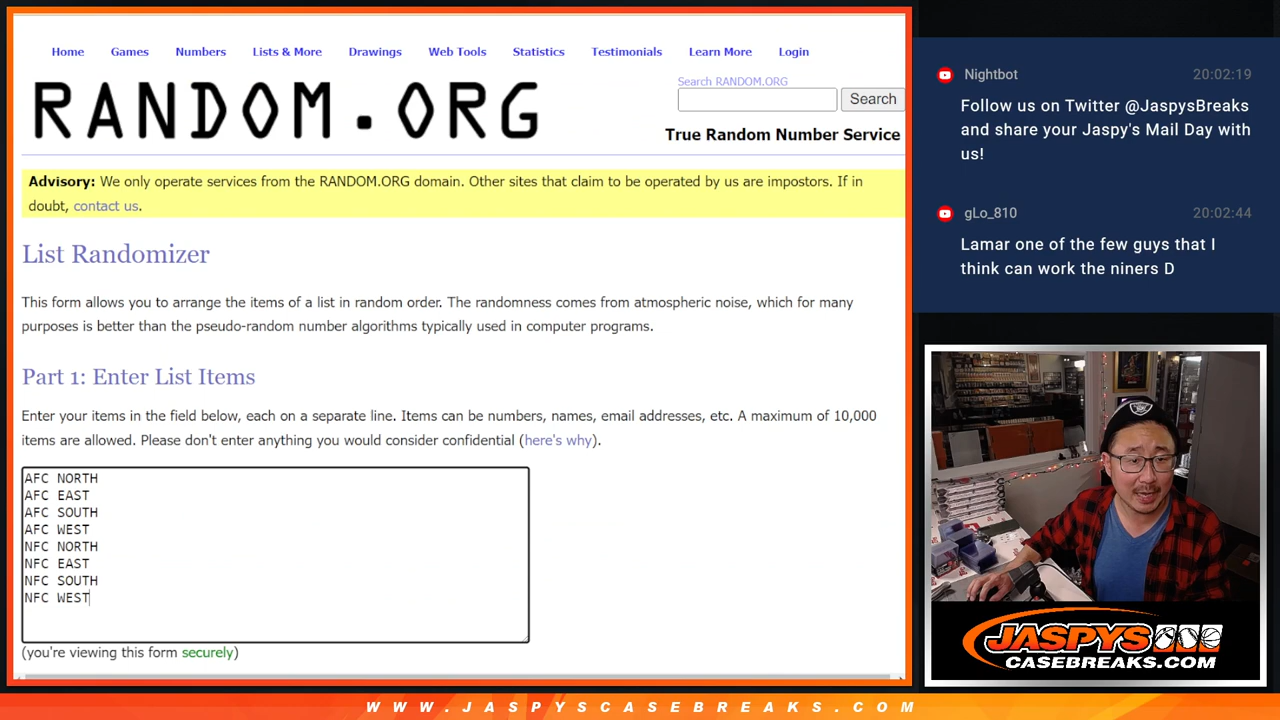 Home Games Numbers Lists & More Drawings Web Tools Statistics Testimonials Learn More Login
RANDOM.ORG
Search RANDOM.ORG
Search
True Random Number Service
Advisory: We only operate services from the RANDOM.ORG domain. Other sites that claim to be operated by us are impostors. If in
doubt, contact us.
List Randomizer
This form allows you to arrange the items of a list in random order. The randomness comes from atmospheric noise, which for many
purposes is better than the pseudo-random number algorithms typically used in computer programs.
Part 1: Enter List Items
Enter your items in the field below, each on a separate line. Items can be numbers, names, email addresses, etc. A maximum of 10,000
items are allowed. Please don't enter anything you would consider confidential (here's why).
AFC NORTH
AFC EAST
AFC SOUTH
AFC WEST
NFC NORTH
NFC EAST
NFC SOUTH
NFC WEST
(you're viewing this form securely)
Nightbot 20:02:19
Follow us on Twitter @JaspysBreaks
and share your Jaspy's Mail Day with
us!
gLo_810 20:02:44
Lamar one of the few guys that I
think can work the niners D
JASPYS
CASEBREAKS.COM
WWW.JASPYSCASEBREAKS.COM